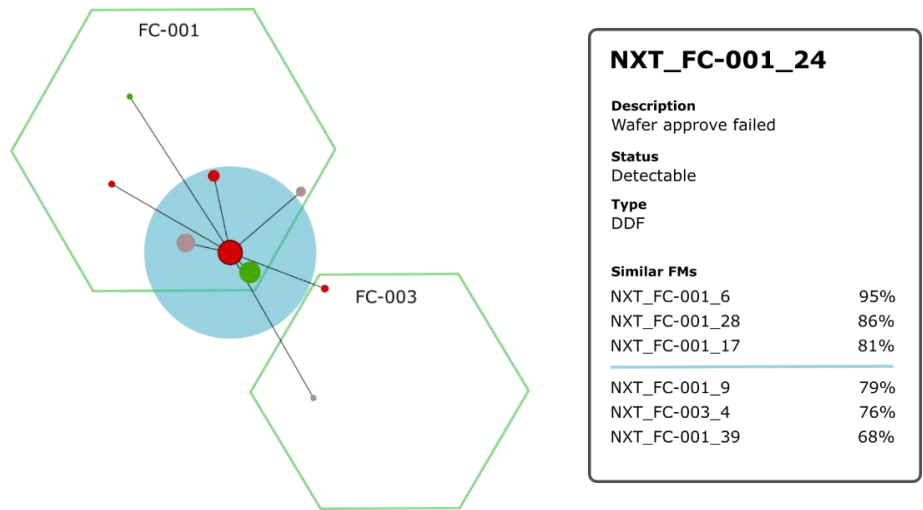 FC-001
FC-003
NXT_FC-001_24
Description
Wafer approve failed
Status
Detectable
Type
DDF
Similar FMs
NXT_FC-001_6 95%
NXT_FC-001_28 86%
NXT_FC-001_17 81%
NXT_FC-001_9 79%
NXT_FC-003_4 76%
NXT_FC-001_39 68%